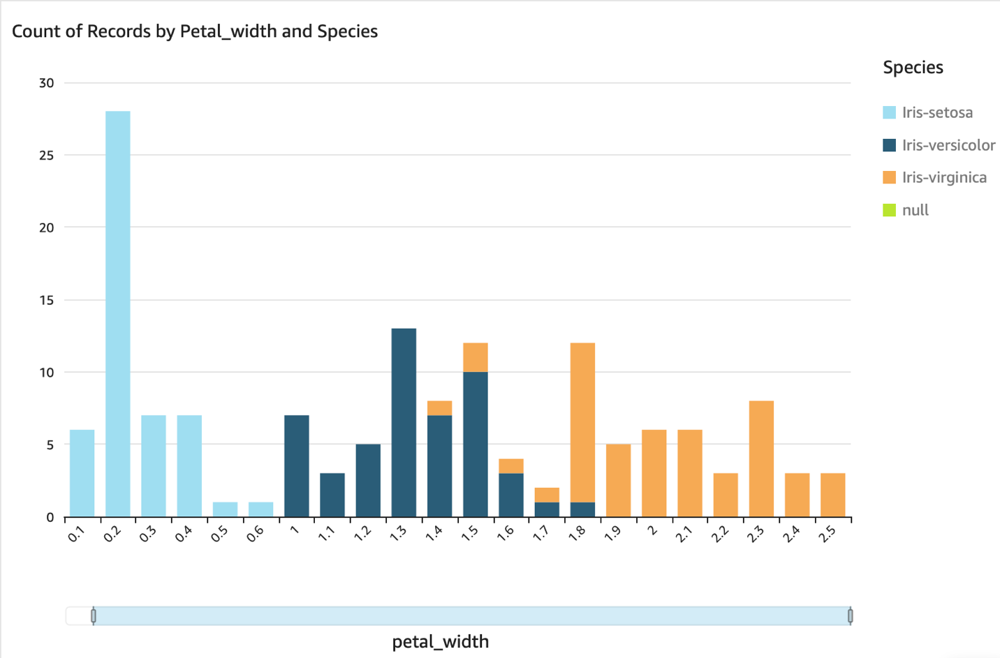 Count of Records by Petal_width and Species
Species
Iris-setosa
Iris-versicolor
Iris-virginica
null
30
25
20
15
10
5
0
0.1 0.2 0.3 0.4 0.5 0.6 1 1.1 1.2 1.3 1.4 1.5 1.6 1.7 1.8 1.9 2 2.1 2.2 2.3 2.4 2.5
petal_width